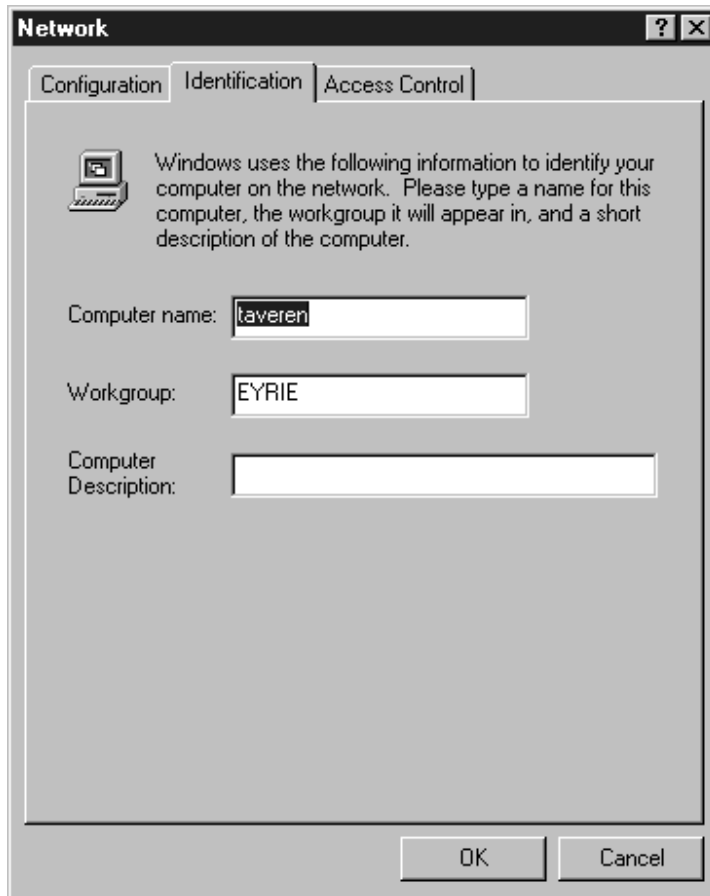 Network
Configuration Identification Access Control
Windows uses the following information to identify your
computer on the network.  Please type a name for this
computer, the workgroup it will appear in, and a short
description of the computer.
Computer name: taveren
Workgroup: EYRIE
Computer
Description:
OK Cancel